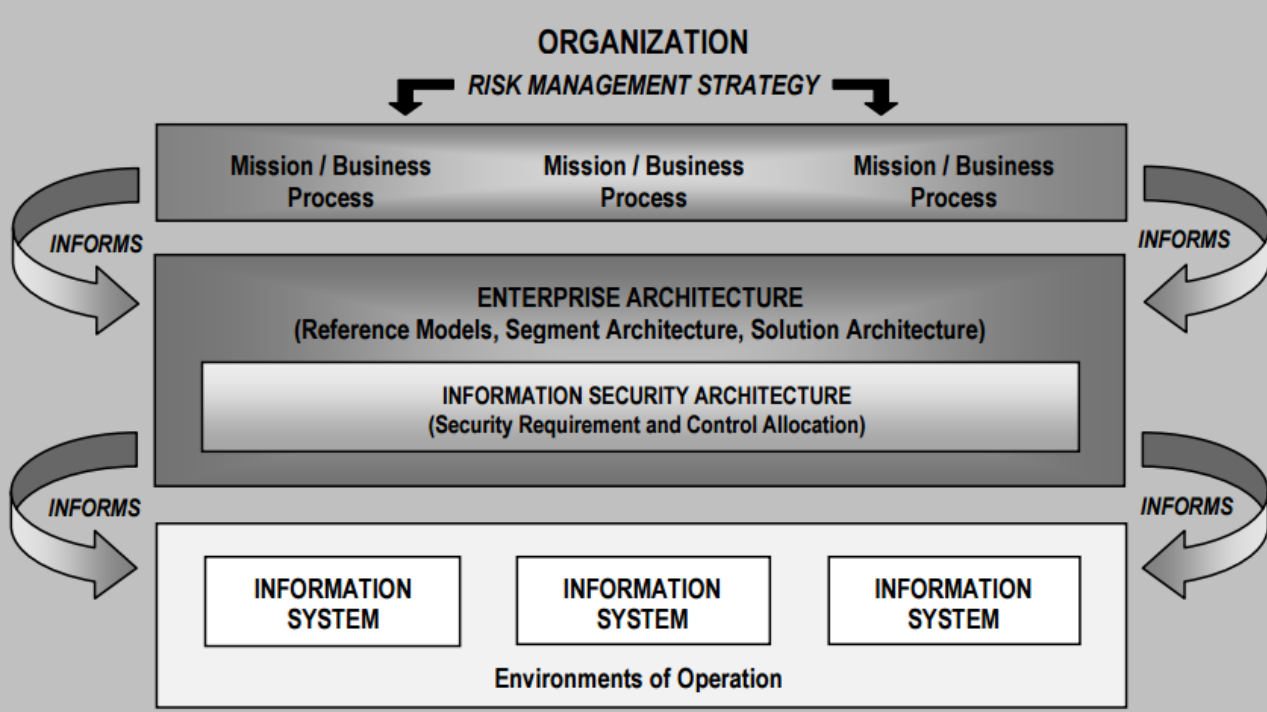 ORGANIZATION
RISK MANAGEMENT STRATEGY
Mission / Business
Process
Mission / Business
Process
Mission / Business
Process
INFORMS
INFORMS
ENTERPRISE ARCHITECTURE
(Reference Models, Segment Architecture, Solution Architecture)
INFORMATION SECURITY ARCHITECTURE
(Security Requirement and Control Allocation)
INFORMS
INFORMS
INFORMATION
SYSTEM
INFORMATION
SYSTEM
INFORMATION
SYSTEM
Environments of Operation